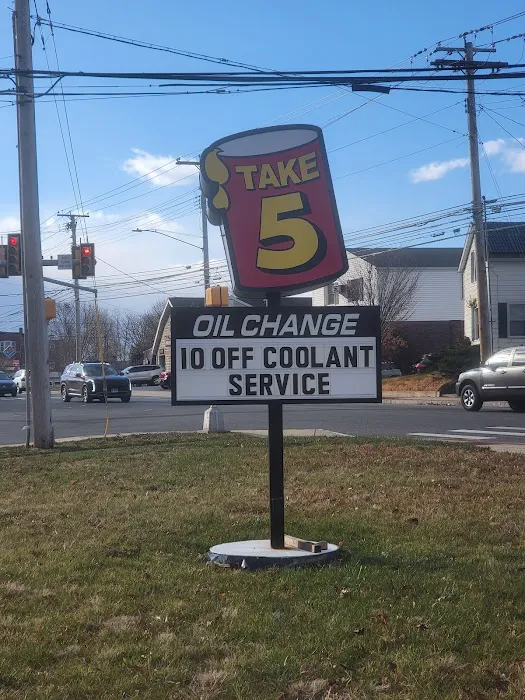 TAKE
5
OIL CHANGE
10 OFF COOLANT
SERVICE